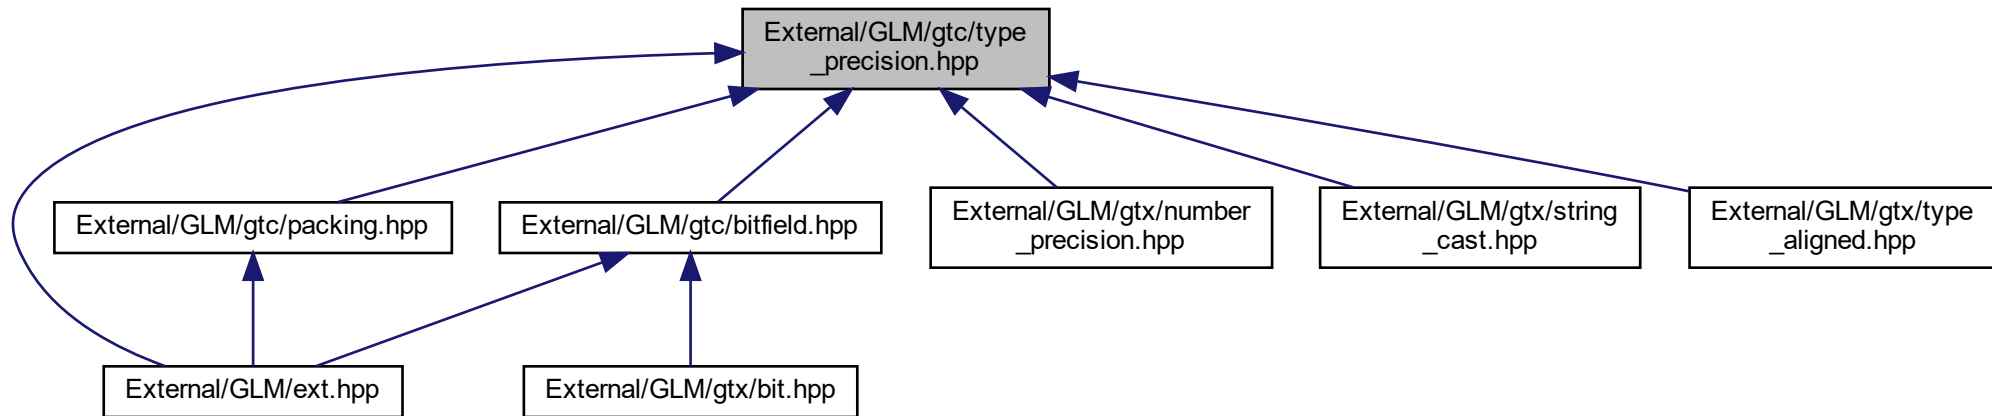 External/GLM/gtc/type
_precision.hpp
External/GLM/gtc/packing.hpp
External/GLM/gtc/bitfield.hpp
External/GLM/gtx/number
_precision.hpp
External/GLM/gtx/string
_cast.hpp
External/GLM/gtx/type
_aligned.hpp
External/GLM/ext.hpp
External/GLM/gtx/bit.hpp